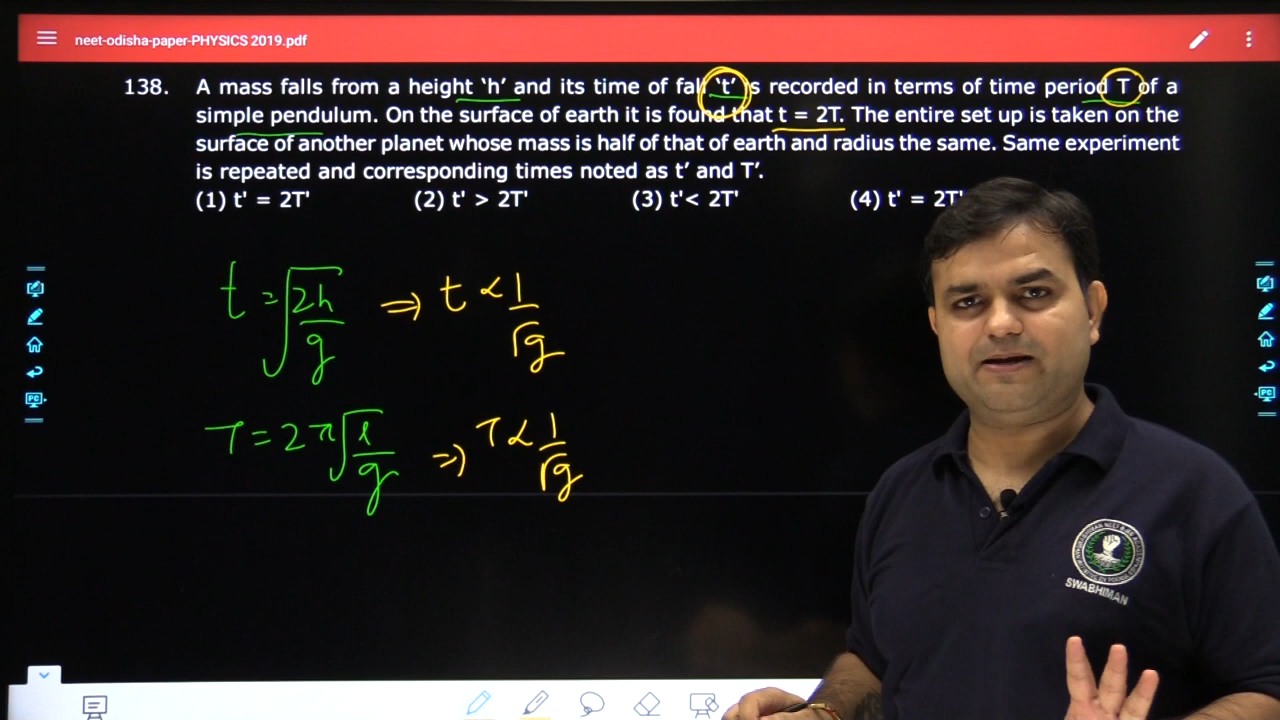 neet-odisha-paper-PHYSICS 2019.pdf
138. A mass falls from a height 'h' and its time of fall 't' is recorded in terms of time period T of a
simple pendulum. On the surface of earth it is found that t = 2T. The entire set up is taken on the
surface of another planet whose mass is half of that of earth and radius the same. Same experiment
is repeated and corresponding times noted as t' and T'.
(1) t' = 2T' (2) t' > 2T' (3) t'< 2T' (4) t' = 2T'
t = √2h/g ⇒ t ∝ 1/√g
T = 2π√l/g ⇒ T ∝ 1/√g
PC
PC
SWABHIMAN